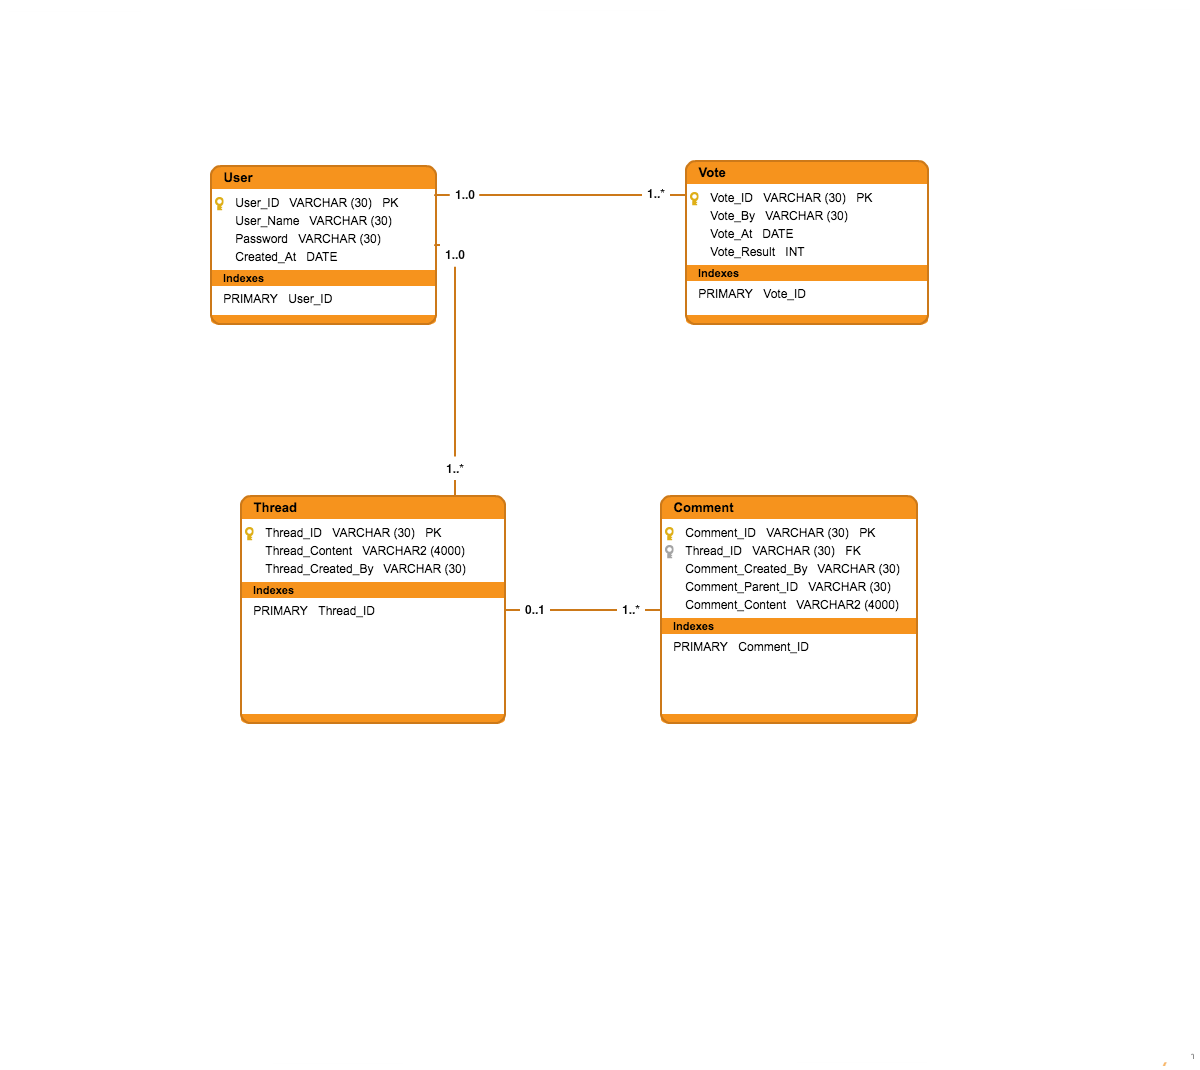 User
User_ID VARCHAR (30) PK
User_Name VARCHAR (30)
Password VARCHAR (30)
Created_At DATE
Indexes
PRIMARY User_ID
1..0
1..*
Vote
Vote_ID VARCHAR (30) PK
Vote_By VARCHAR (30)
Vote_At DATE
Vote_Result INT
Indexes
PRIMARY Vote_ID
1..0
1..*
Thread
Thread_ID VARCHAR (30) PK
Thread_Content VARCHAR2 (4000)
Thread_Created_By VARCHAR (30)
Indexes
PRIMARY Thread_ID
0..1
1..*
Comment
Comment_ID VARCHAR (30) PK
Thread_ID VARCHAR (30) FK
Comment_Created_By VARCHAR (30)
Comment_Parent_ID VARCHAR (30)
Comment_Content VARCHAR2 (4000)
Indexes
PRIMARY Comment_ID